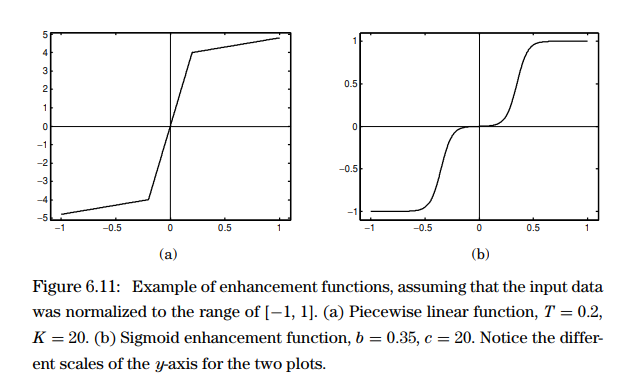 5
4
3
2
1
0
−1
−2
−3
−4
−5
−1 −0.5 0 0.5 1
(a)
1
0.5
0
−0.5
−1
−1 −0.5 0 0.5 1
(b)
Figure 6.11: Example of enhancement functions, assuming that the input data
was normalized to the range of [−1, 1]. (a) Piecewise linear function, T = 0.2,
K = 20. (b) Sigmoid enhancement function, b = 0.35, c = 20. Notice the differ-
ent scales of the y-axis for the two plots.